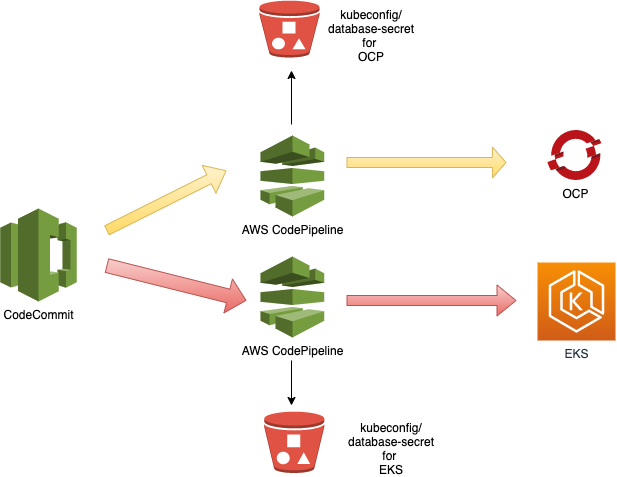 kubeconfig/
database-secret
for
OCP
OCP
AWS CodePipeline
CodeCommit
K
AWS CodePipeline
EKS
kubeconfig/
database-secret
for
EKS